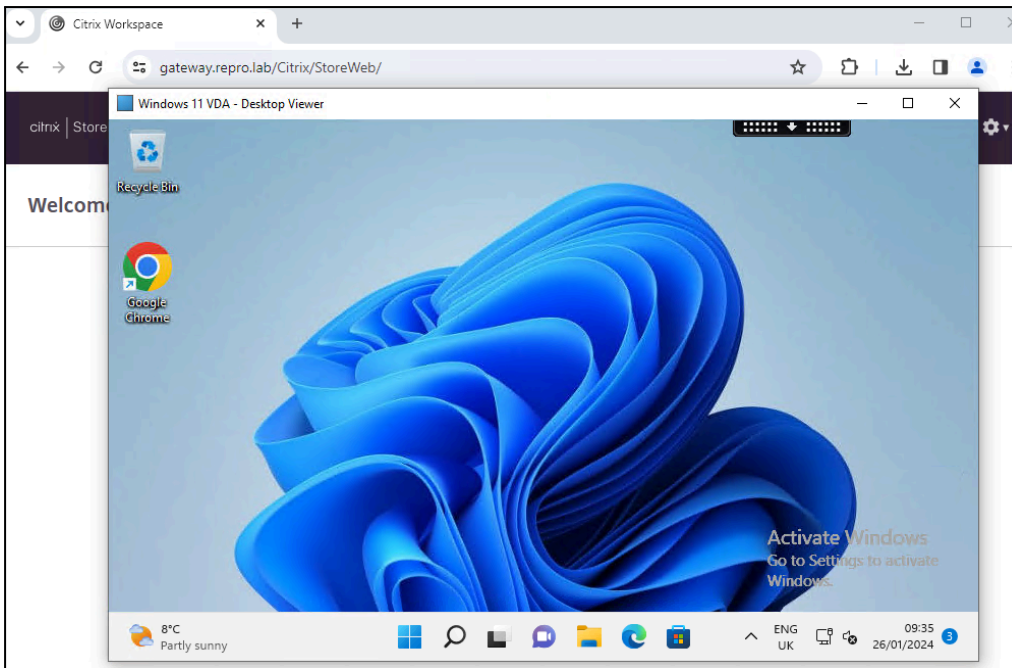 Citrix Workspace
gateway.repro.lab/Citrix/StoreWeb/
Windows 11 VDA - Desktop Viewer
citrix | Store
Welcom
Recycle Bin
Google
Chrome
Activate Windows
Go to Settings to activate
Windows.
8°C
Partly sunny
ENG
UK
09:35
26/01/2024
3